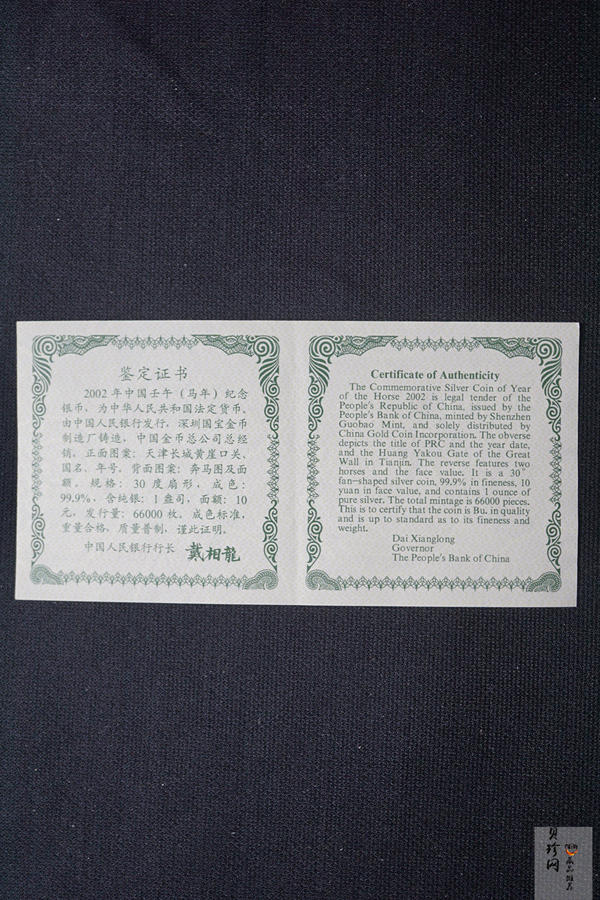 鉴定证书
2002 年中国壬午（马年）纪念
银币，为中华人民共和国法定货币，
由中国人民银行发行，深圳国宝金币
制造厂铸造，中国金币总公司总经
销。正面图案：天津长城黄崖口关、
国名、年号，背面图案：奔马图及面
额。规格：30 度扇形，成色：
99.9%，含纯银：1 盎司，面额：10
元，发行量：66000 枚。成色标准，
重量合格，质量普制，谨此证明。
中国人民银行行长 戴相龍
Certificate of Authenticity
The Commemorative Silver Coin of Year
of the Horse 2002 is legal tender of the
People's Republic of China, issued by the
People's Bank of China, minted by Shenzhen
Guobao Mint, and solely distributed by
China Gold Coin Incorporation. The obverse
depicts the title of PRC and the year date,
and the Huang Yakou Gate of the Great
Wall in Tianjin. The reverse features two
horses and the face value. It is a 30°
fan-shaped silver coin, 99.9% in fineness, 10
yuan in face value, and contains 1 ounce of
pure silver. The total mintage is 66000 pieces.
This is to certify that the coin is Bu. in quality
and is up to standard as to its fineness and
weight.
Dai Xianglong
Governor
The People's Bank of China
贝珍网